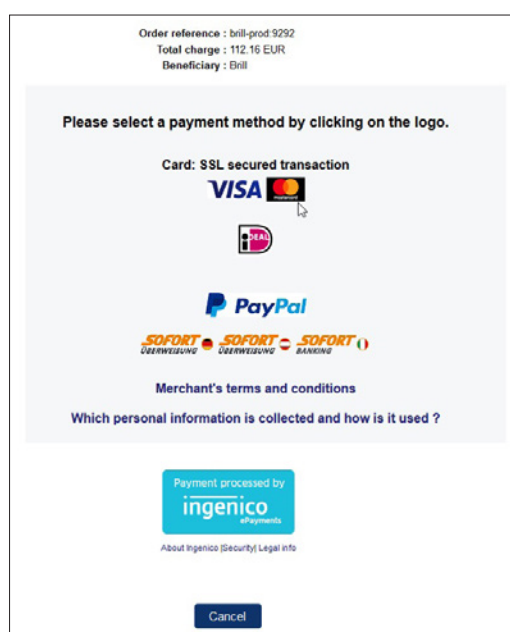 Order reference : brill-prod:9292
Total charge : 112.16 EUR
Beneficiary : Brill
Please select a payment method by clicking on the logo.
Card: SSL secured transaction
VISA mastercard
iDEAL
PayPal
SOFORT ÜBERWEISUNG SOFORT ÜBERWEISUNG SOFORT BANKING
Merchant's terms and conditions
Which personal information is collected and how is it used ?
Payment processed by
ingenico
ePayments
About Ingenico |Security| Legal info
Cancel